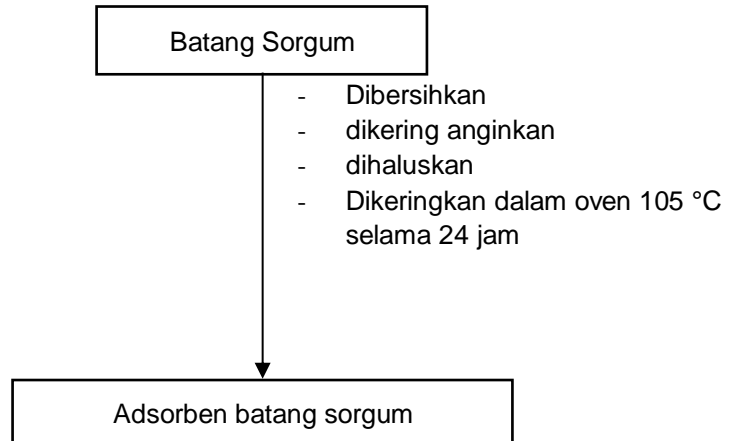 Batang Sorgum
- Dibersihkan
- dikering anginkan
- dihaluskan
- Dikeringkan dalam oven 105 °C
selama 24 jam
Adsorben batang sorgum